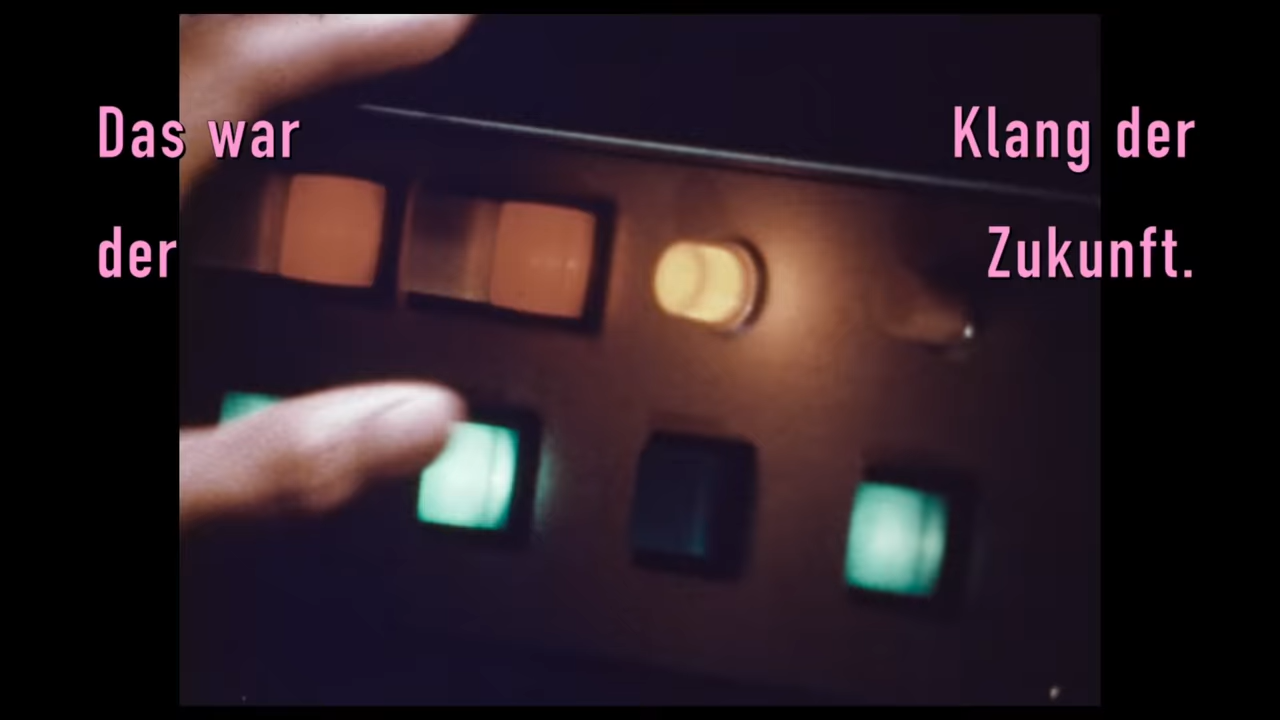 Das war
der
Klang der
Zukunft.